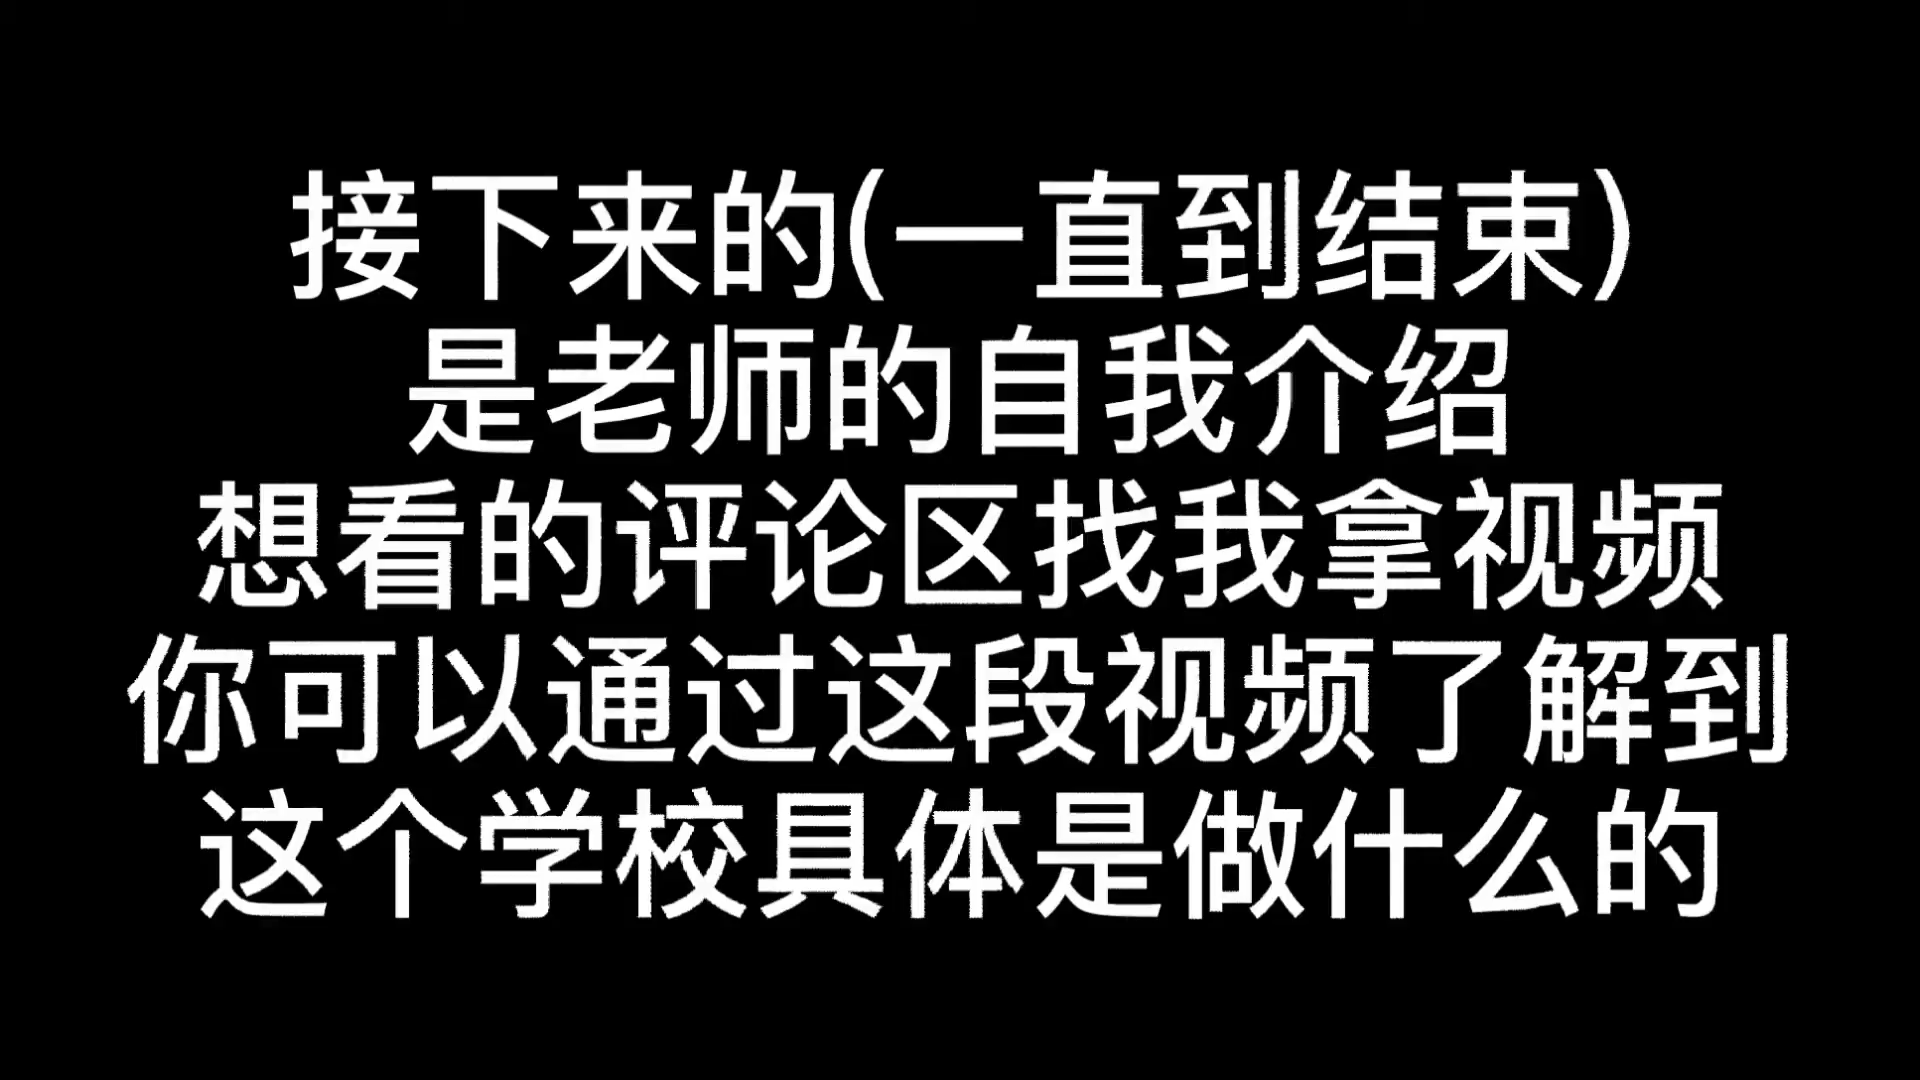 接下来的(一直到结束)
是老师的自我介绍
想看的评论区找我拿视频
你可以通过这段视频了解到
这个学校具体是做什么的